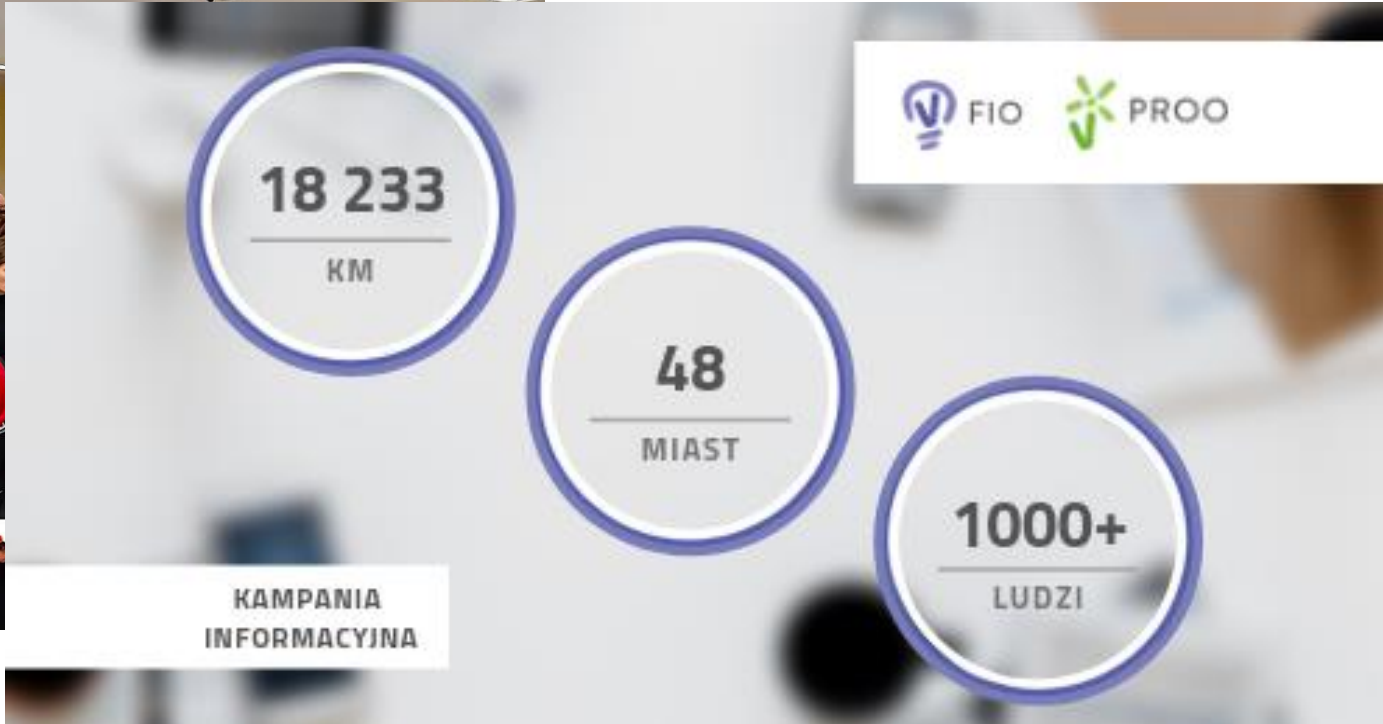 FIO PROO
18 233
KM
48
MIAST
1000+
LUDZI
KAMPANIA
INFORMACYJNA